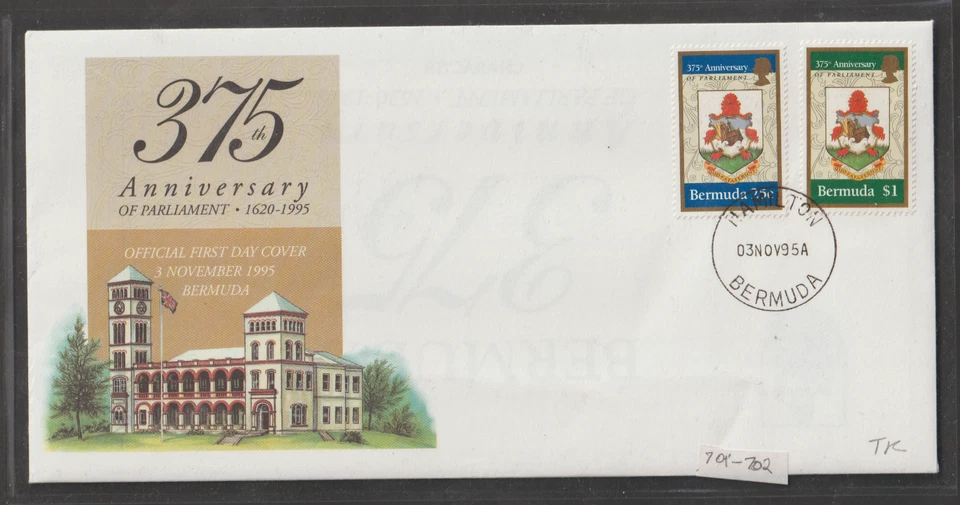 375th
Anniversary
OF PARLIAMENT • 1620-1995
OFFICIAL FIRST DAY COVER
3 NOVEMBER 1995
BERMUDA
375th Anniversary
OF PARLIAMENT
Bermuda 25c
375th Anniversary
OF PARLIAMENT
Bermuda $1
HAMILTON
03NOV95A
BERMUDA
701-702
TK